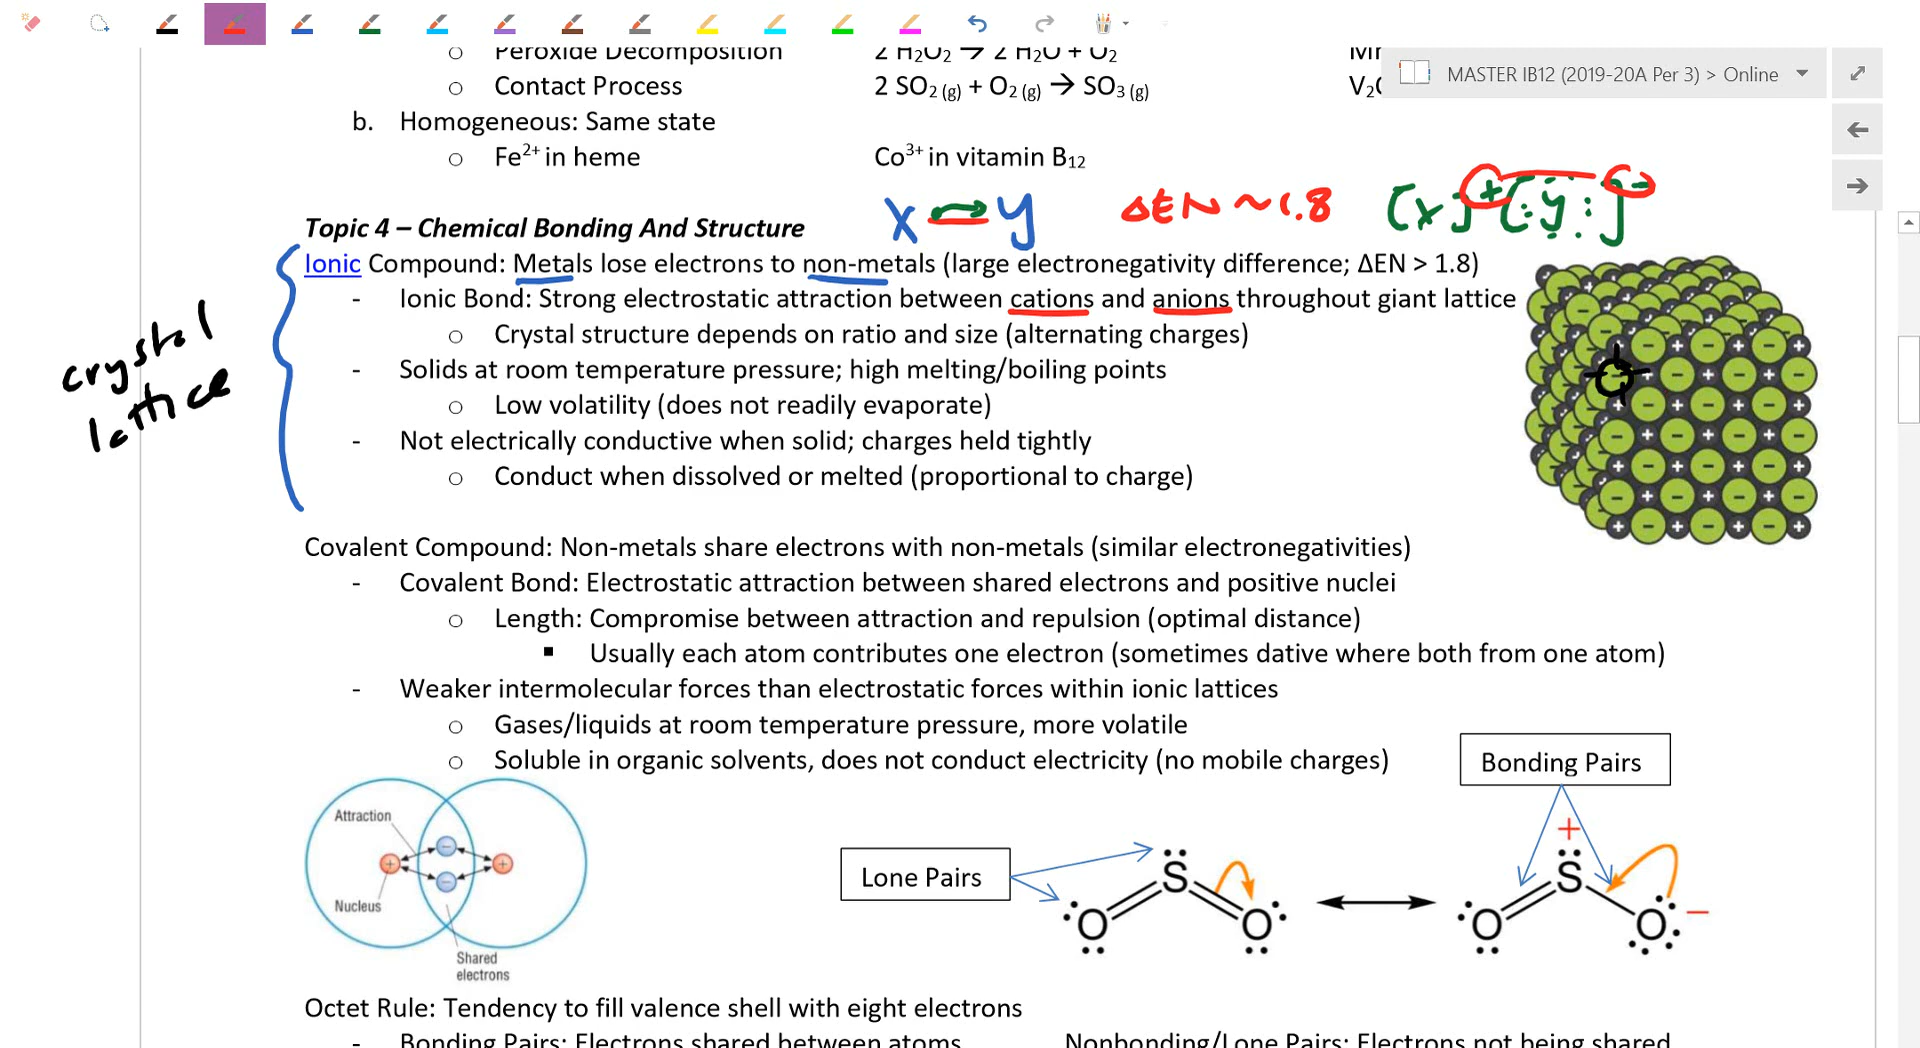 o Peroxide Decomposition 2 H₂O₂ → 2 H₂O + O₂
MASTER IB12 (2019-20A Per 3) > Online
o Contact Process 2 SO₂ (g) + O₂ (g) → SO₃ (g)
b. Homogeneous: Same state
o Fe²⁺ in heme Co³⁺ in vitamin B₁₂
X y ΔEN ~1.8 [x]⁺[:ÿ:]⁻
Topic 4 – Chemical Bonding And Structure
Ionic Compound: Metals lose electrons to non-metals (large electronegativity difference; ΔEN > 1.8)
- Ionic Bond: Strong electrostatic attraction between cations and anions throughout giant lattice
o Crystal structure depends on ratio and size (alternating charges)
crystal
lattice
- Solids at room temperature pressure; high melting/boiling points
o Low volatility (does not readily evaporate)
- Not electrically conductive when solid; charges held tightly
o Conduct when dissolved or melted (proportional to charge)
Covalent Compound: Non-metals share electrons with non-metals (similar electronegativities)
- Covalent Bond: Electrostatic attraction between shared electrons and positive nuclei
o Length: Compromise between attraction and repulsion (optimal distance)
▪ Usually each atom contributes one electron (sometimes dative where both from one atom)
- Weaker intermolecular forces than electrostatic forces within ionic lattices
o Gases/liquids at room temperature pressure, more volatile
o Soluble in organic solvents, does not conduct electricity (no mobile charges)
Bonding Pairs
Attraction
Nucleus
Shared
electrons
Lone Pairs
S
O O
S
O O
Octet Rule: Tendency to fill valence shell with eight electrons
- Bonding Pairs: Electrons shared between atoms Nonbonding/Lone Pairs: Electrons not being shared